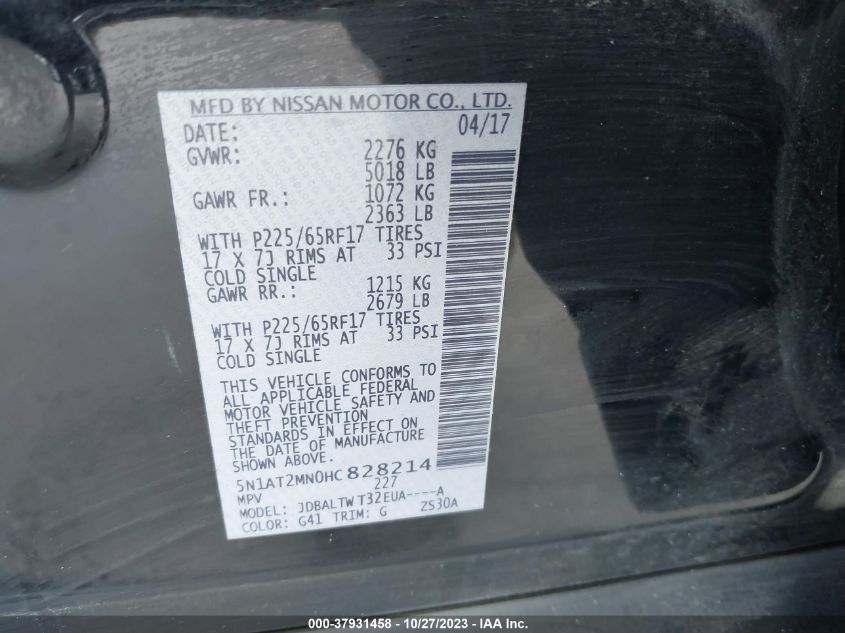 MFD BY NISSAN MOTOR CO., LTD.
DATE: 04/17
GVWR: 2276 KG
5018 LB
GAWR FR.: 1072 KG
2363 LB
WITH P225/65RF17 TIRES
17 X 7J RIMS AT 33 PSI
COLD SINGLE
GAWR RR.: 1215 KG
2679 LB
WITH P225/65RF17 TIRES
17 X 7J RIMS AT 33 PSI
COLD SINGLE
THIS VEHICLE CONFORMS TO
ALL APPLICABLE FEDERAL
MOTOR VEHICLE SAFETY AND
THEFT PREVENTION
STANDARDS IN EFFECT ON
THE DATE OF MANUFACTURE
SHOWN ABOVE.
5N1AT2MN0HC828214
MPV 227
MODEL: JDBALTW T32EUA----A
COLOR: G41 TRIM: G ZS30A
000-37931458 - 10/27/2023 - IAA Inc.